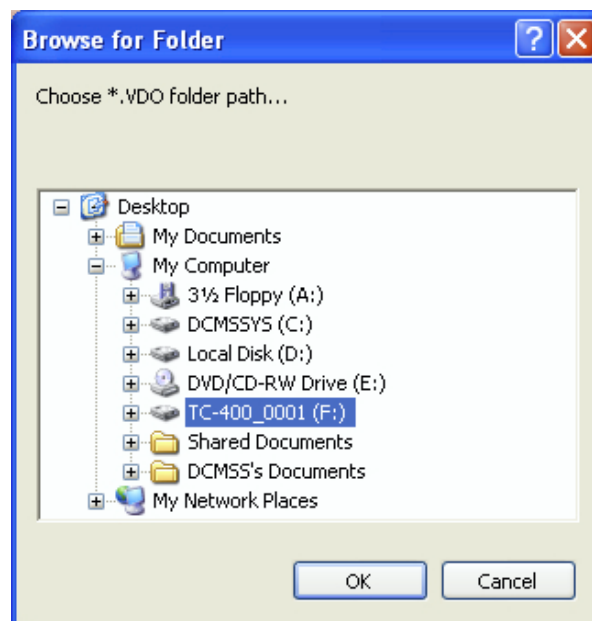 Browse for Folder
Choose *.VDO folder path...
Desktop
My Documents
My Computer
3½ Floppy (A:)
DCMSSYS (C:)
Local Disk (D:)
DVD/CD-RW Drive (E:)
TC-400_0001 (F:)
Shared Documents
DCMSS's Documents
My Network Places
OK Cancel